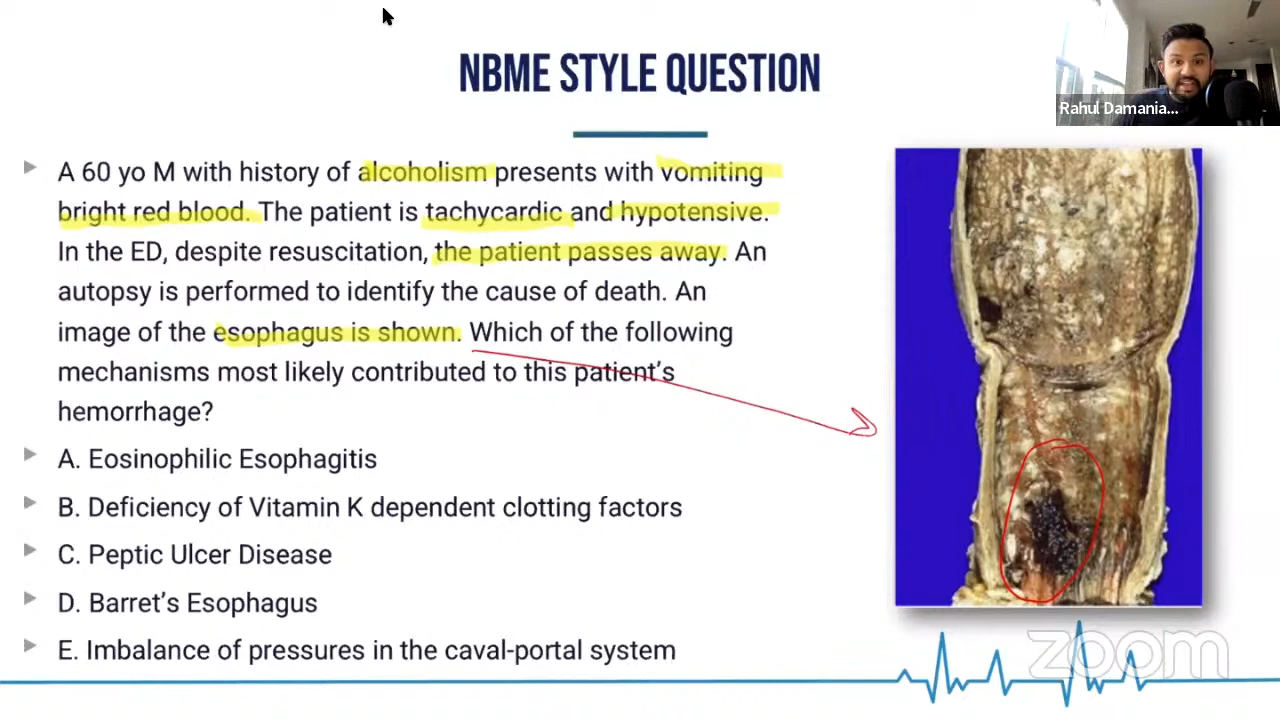 NBME STYLE QUESTION
Rahul Damania...
A 60 yo M with history of alcoholism presents with vomiting
bright red blood. The patient is tachycardic and hypotensive.
In the ED, despite resuscitation, the patient passes away. An
autopsy is performed to identify the cause of death. An
image of the esophagus is shown. Which of the following
mechanisms most likely contributed to this patient's
hemorrhage?
A. Eosinophilic Esophagitis
B. Deficiency of Vitamin K dependent clotting factors
C. Peptic Ulcer Disease
D. Barret's Esophagus
E. Imbalance of pressures in the caval-portal system
zoom